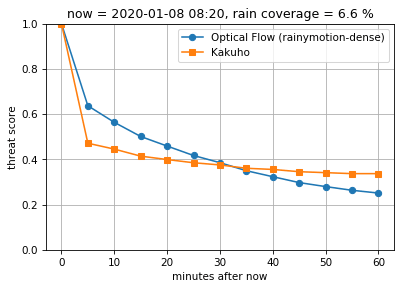 now = 2020-01-08 08:20, rain coverage = 6.6 %
Optical Flow (rainymotion-dense)
Kakuho
threat score
1.0
0.8
0.6
0.4
0.2
0.0
0 10 20 30 40 50 60
minutes after now